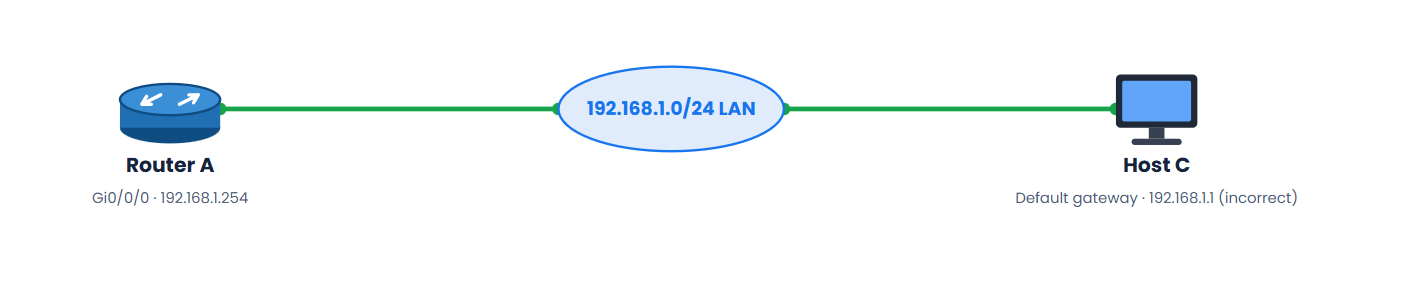 192.168.1.0/24 LAN
Router A
Gi0/0/0 · 192.168.1.254
Host C
Default gateway · 192.168.1.1 (incorrect)